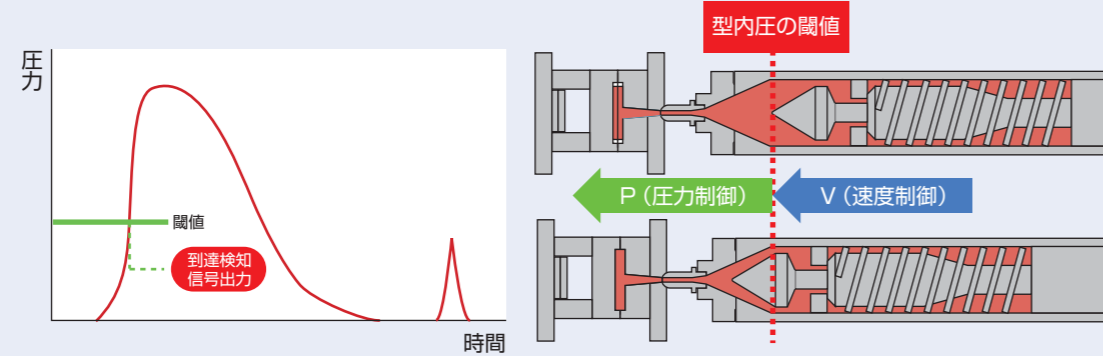 圧力
閾値
到達検知
信号出力
時間
型内圧の閾値
P（圧力制御）
V（速度制御）